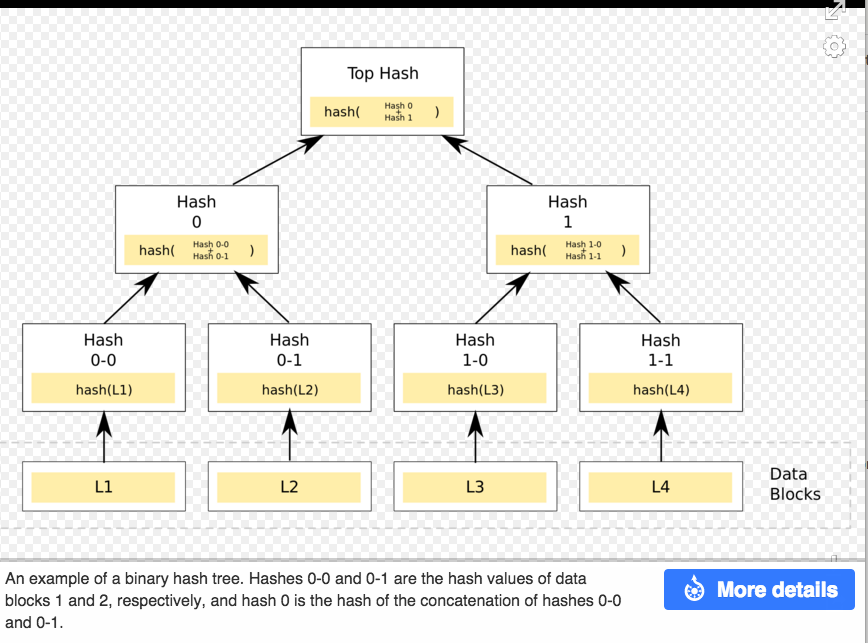 Top Hash
hash( Hash 0 + Hash 1 )
Hash
0
hash( Hash 0-0 + Hash 0-1 )
Hash
1
hash( Hash 1-0 + Hash 1-1 )
Hash
0-0
hash(L1)
Hash
0-1
hash(L2)
Hash
1-0
hash(L3)
Hash
1-1
hash(L4)
L1
L2
L3
L4
Data
Blocks
An example of a binary hash tree. Hashes 0-0 and 0-1 are the hash values of data
blocks 1 and 2, respectively, and hash 0 is the hash of the concatenation of hashes 0-0
and 0-1.
More details